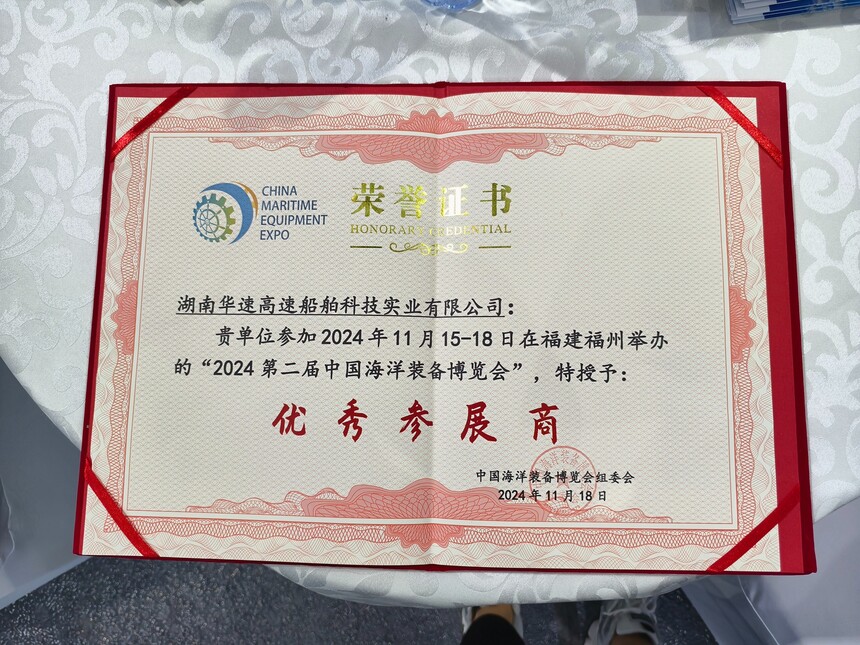 CHINA
MARITIME
EQUIPMENT
EXPO
荣誉证书
HONORARY CREDENTIAL
湖南华速高速船舶科技实业有限公司：
贵单位参加2024年11月15-18日在福建福州举办
的“2024第二届中国海洋装备博览会”，特授予：
优秀参展商
中国海洋装备博览会组委会
2024年11月18日